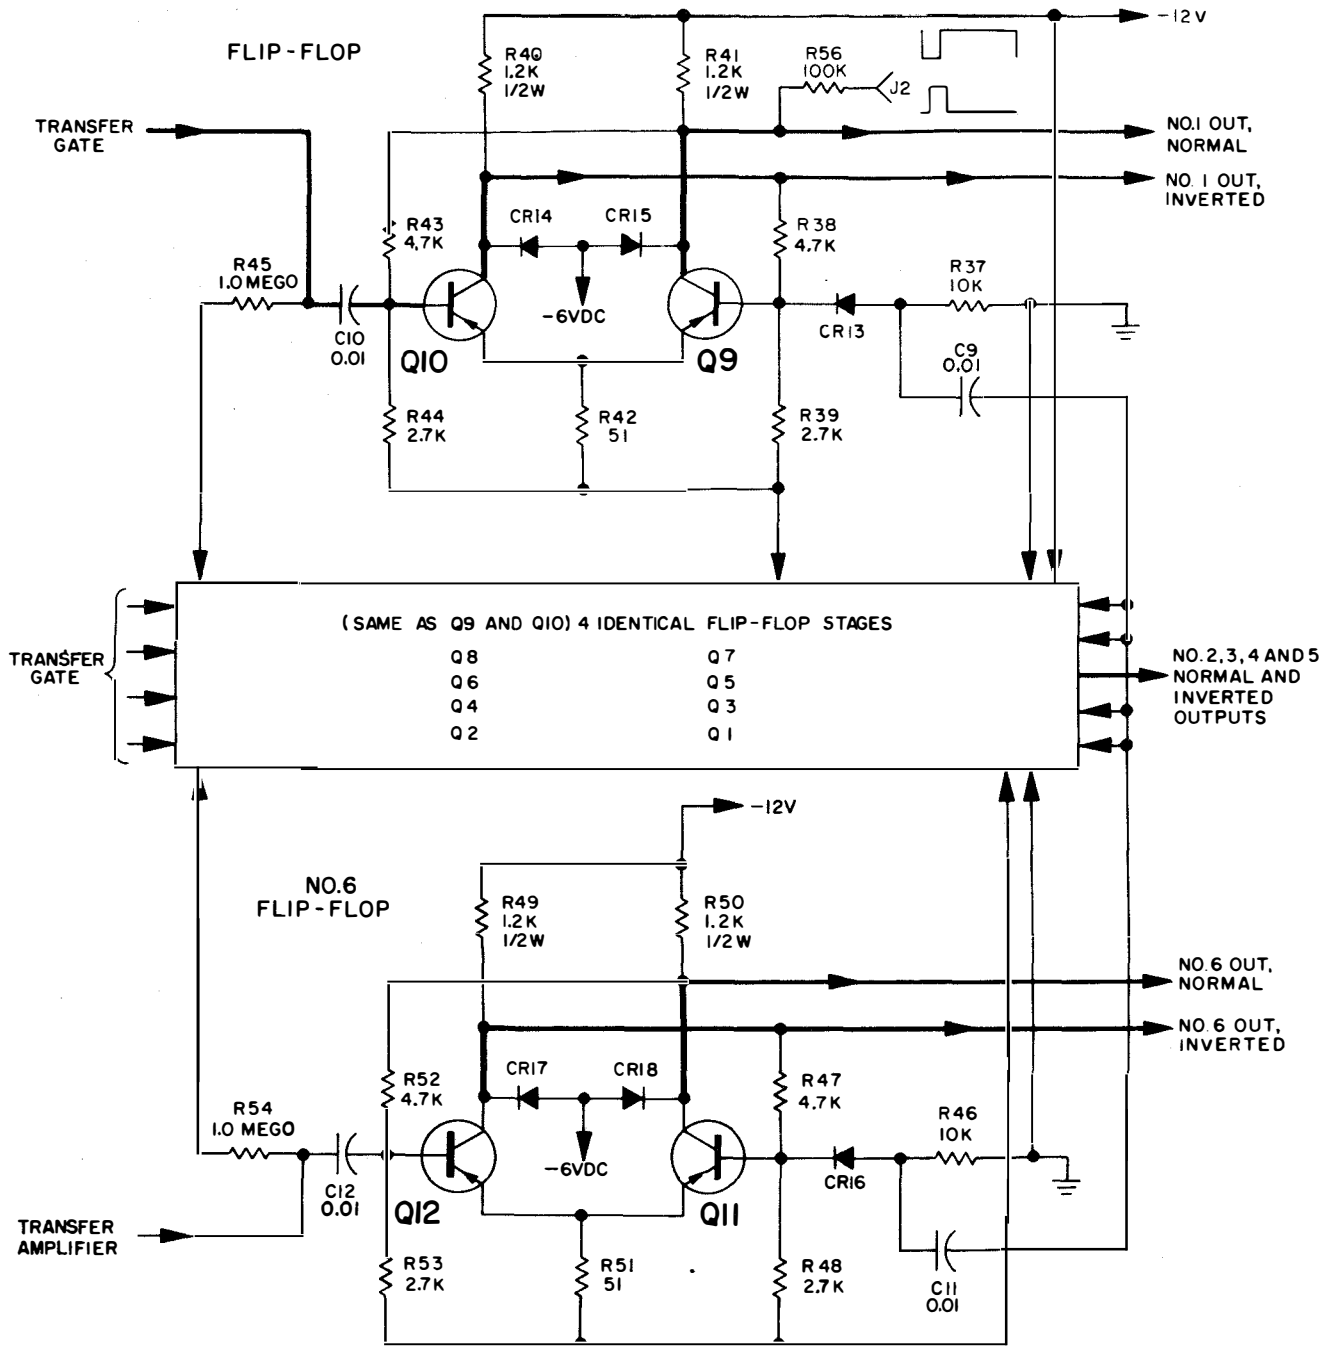 FLIP-FLOP
R40
1.2K
1/2W
R41
1.2K
1/2W
R56
100K
J2
-12V
TRANSFER
GATE
NO.1 OUT,
NORMAL
NO. 1 OUT,
INVERTED
R43
4.7K
CR14
CR15
R38
4.7K
R45
1.0 MEGO
R37
10K
-6VDC
C10
0.01
Q10
Q9
CR13
C9
0.01
R44
2.7K
R42
51
R39
2.7K
(SAME AS Q9 AND Q10) 4 IDENTICAL FLIP-FLOP STAGES
Q8 Q7
Q6 Q5
Q4 Q3
Q2 Q1
TRANSFER
GATE
NO. 2, 3, 4 AND 5
NORMAL AND
INVERTED
OUTPUTS
-12V
NO.6
FLIP-FLOP
R49
1.2K
1/2W
R50
1.2K
1/2W
NO.6 OUT,
NORMAL
NO.6 OUT,
INVERTED
R52
4.7K
CR17
CR18
R47
4.7K
R54
1.0 MEGO
R46
10K
-6VDC
C12
0.01
Q12
Q11
CR16
TRANSFER
AMPLIFIER
R53
2.7K
R51
51
R48
2.7K
C11
0.01